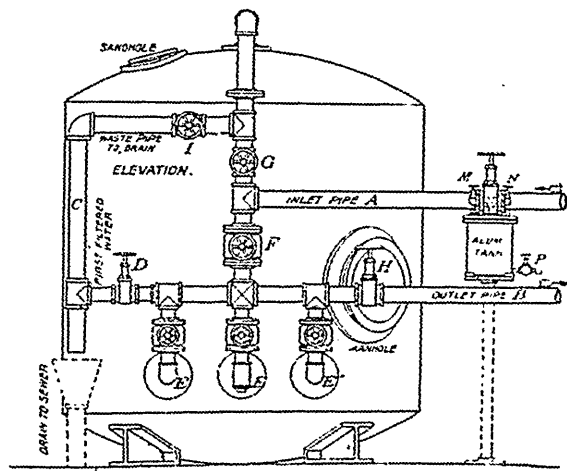 SANDHOLE
WASTE PIPE
TO DRAIN
I
ELEVATION.
G
INLET PIPE A
M
N
C
FIRST FILTERED
WATER
F
ALUM
TANK
P
D
H
OUTLET PIPE B
MANHOLE
E
E
E
DRAIN TO SEWER